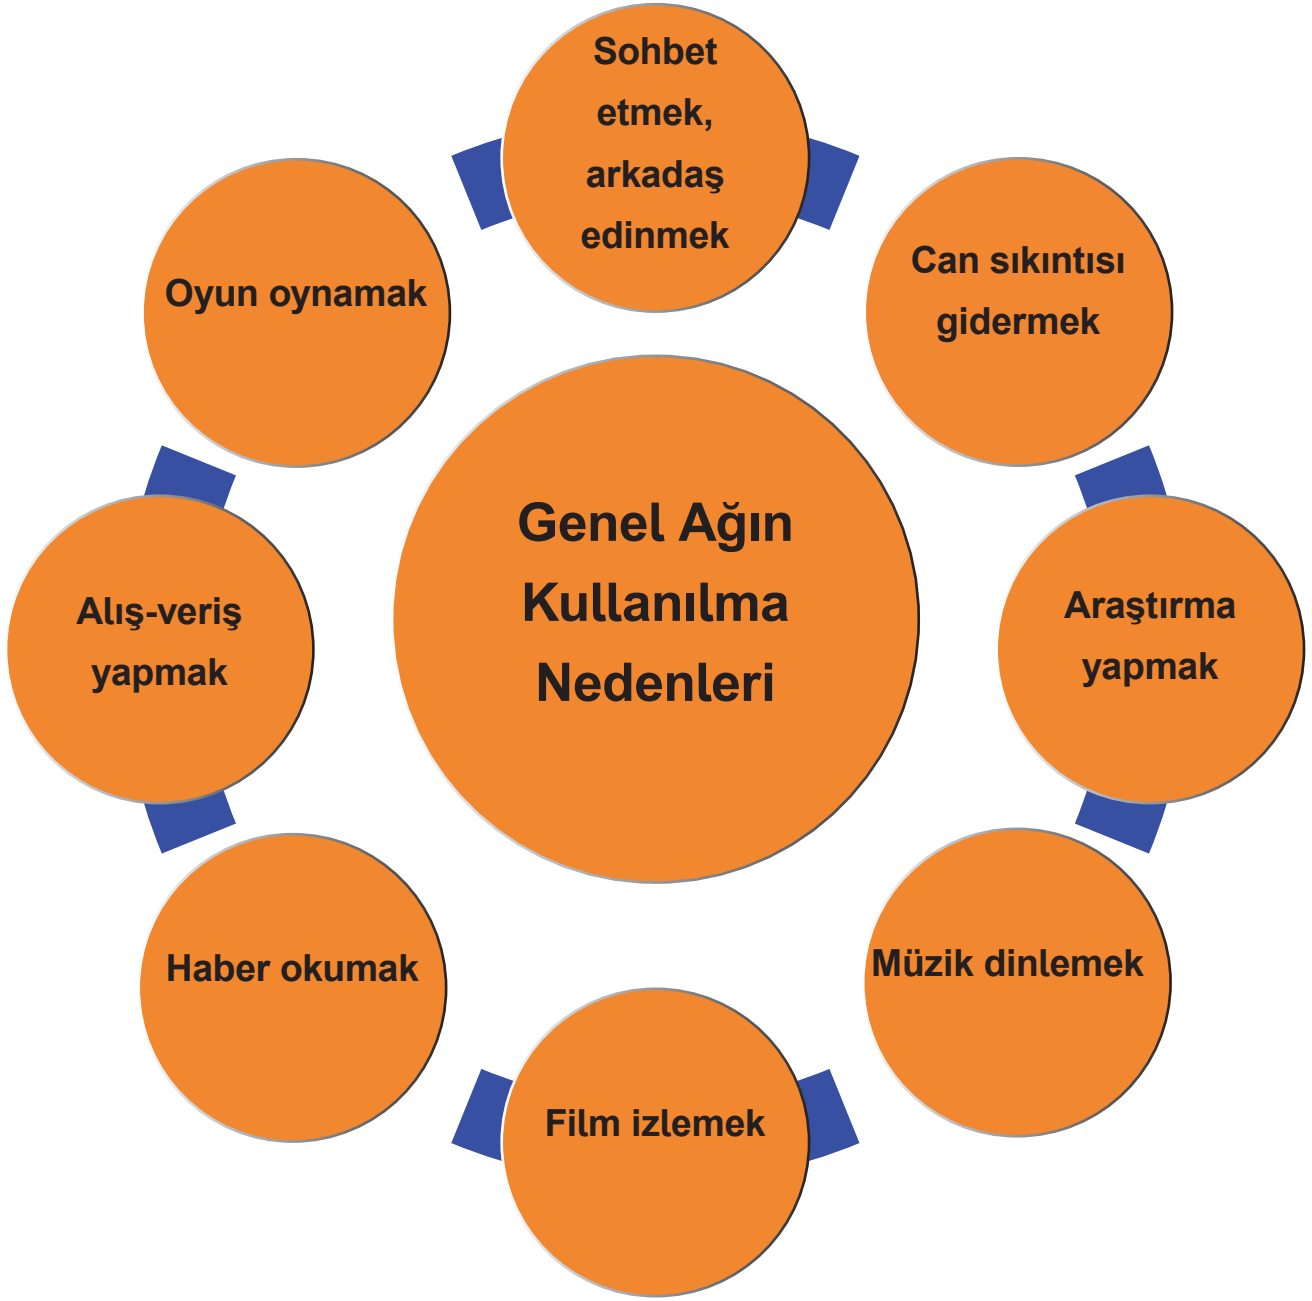 Sohbet
etmek,
arkadaş
edinmek
Can sıkıntısı
gidermek
Oyun oynamak
Genel Ağın
Kullanılma
Nedenleri
Alış-veriş
yapmak
Araştırma
yapmak
Haber okumak
Müzik dinlemek
Film izlemek